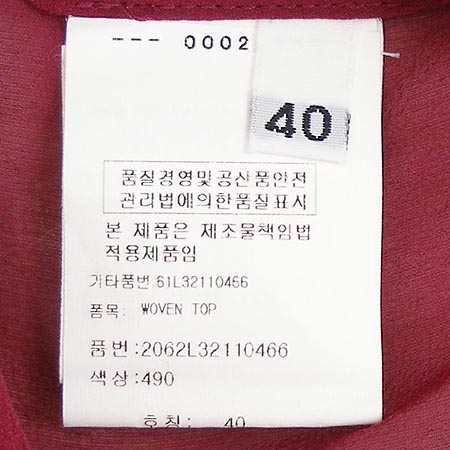 --- 0002
40
품질경영및공산품안전
관리법에의한품질표시
본 제품은 제조물책임법
적용제품임
기타품번 61L32110466
품목: WOVEN TOP
품번:2062L32110466
색상:490
호칭: 40